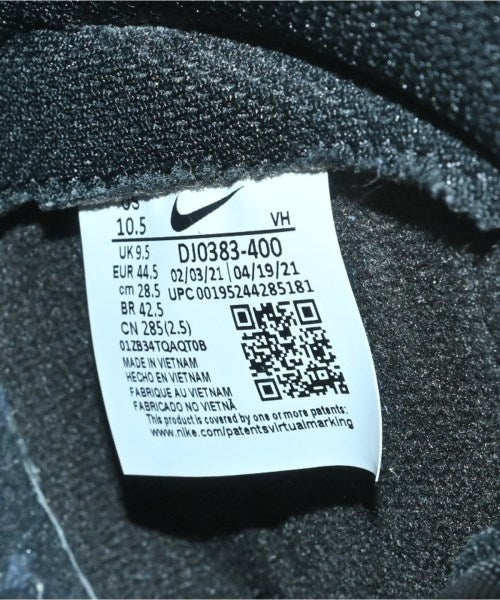 US
10.5 VH
UK 9.5 DJ0383-400
EUR 44.5 02/03/21 | 04/19/21
cm 28.5 UPC 00195244285181
BR 42.5
CN 285(2.5)
01ZB34TQAQT0B
MADE IN VIETNAM
HECHO EN VIETNAM
FABRIQUE AU VIETNAM
FABRICADO NO VIETNÃ
This product is covered by one or more patents:
www.nike.com/patentsvirtualmarking